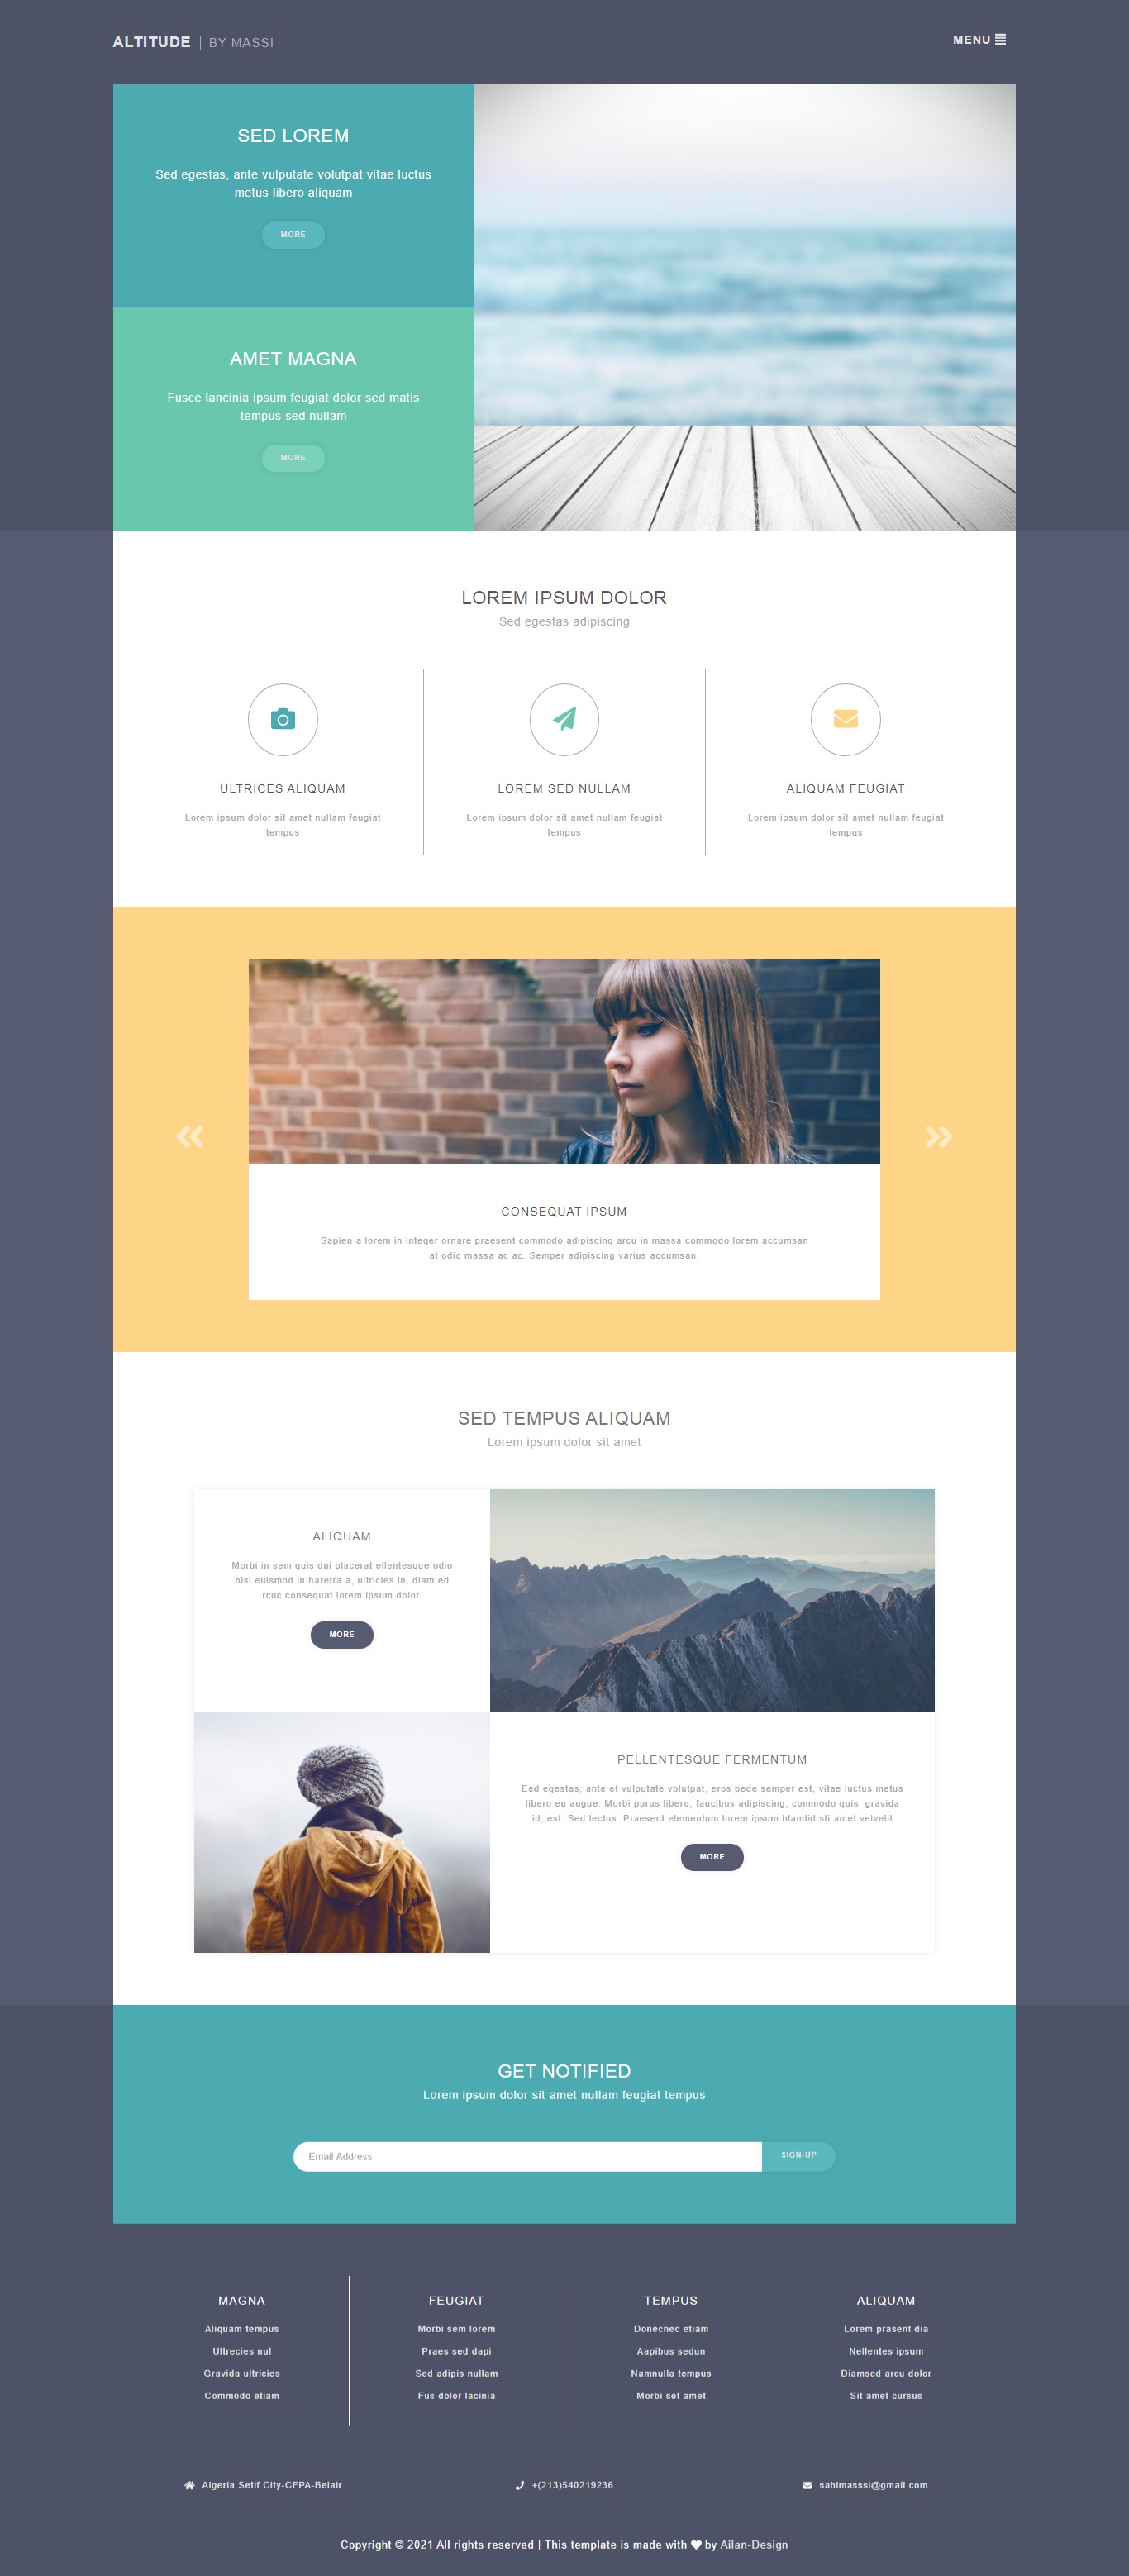 ALTITUDE | BY MASSI
MENU
SED LOREM
Sed egestas, ante vulputate volutpat vitae luctus
metus libero aliquam
MORE
AMET MAGNA
Fusce lancinia ipsum feugiat dolor sed matis
tempus sed nullam
MORE
LOREM IPSUM DOLOR
Sed egestas adipiscing
ULTRICES ALIQUAM
Lorem ipsum dolor sit amet nullam feugiat
tempus
LOREM SED NULLAM
Lorem ipsum dolor sit amet nullam feugiat
tempus
ALIQUAM FEUGIAT
Lorem ipsum dolor sit amet nullam feugiat
tempus
CONSEQUAT IPSUM
Sapien a lorem in integer ornare praesent commodo adipiscing arcu in massa commodo lorem accumsan
at odio massa ac ac. Semper adipiscing varius accumsan.
SED TEMPUS ALIQUAM
Lorem ipsum dolor sit amet
ALIQUAM
Morbi in sem quis dui placerat ellentesque odio
nisi euismod in haretra a, ultricies in, diam ed
rcuc consequat lorem ipsum dolor.
MORE
PELLENTESQUE FERMENTUM
Eed egestas, ante et vulputate volutpat, eros pede semper est, vitae luctus metus
libero eu augue. Morbi purus libero, faucibus adipiscing, commodo quis, gravida
id, est. Sed lectus. Praesent elementum lorem ipsum blandid sti amet velvelit
MORE
GET NOTIFIED
Lorem ipsum dolor sit amet nullam feugiat tempus
Email Address
SIGN-UP
MAGNA
Aliquam tempus
Ultrecies nul
Gravida ultricies
Commodo etiam
FEUGIAT
Morbi sem lorem
Praes sed dapi
Sed adipis nullam
Fus dolor lacinia
TEMPUS
Donecnec etiam
Aapibus sedun
Namnulla tempus
Morbi set amet
ALIQUAM
Lorem prasent dia
Nellentes ipsum
Diamsed arcu dolor
Sit amet cursus
Algeria Setif City-CFPA-Belair
+(213)540219236
sahimasssi@gmail.com
Copyright © 2021 All rights reserved | This template is made with ♥ by Ailan-Design